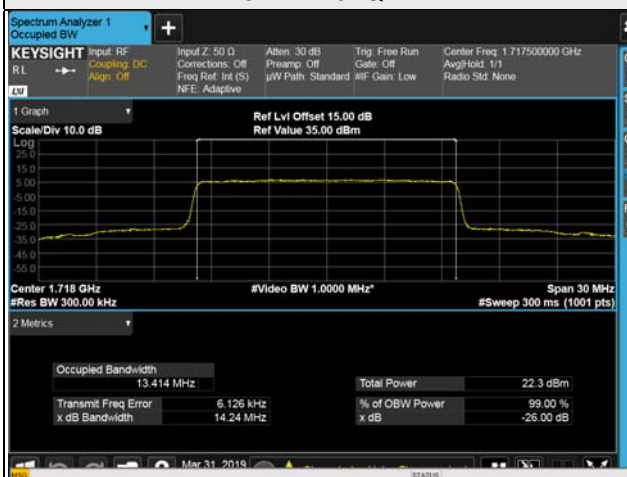 Spectrum Analyzer 1
Occupied BW
+
KEYSIGHT Input: RF Input Z: 50 Ω Atten: 30 dB Trig: Free Run Center Freq: 1.717500000 GHz
RL Coupling: DC Corrections: Off Preamp: Off Gate: Off Avg|Hold: 1/1
Align: Off Freq Ref: Int (S) µW Path: Standard #IF Gain: Low Radio Std: None
LXI NFE: Adaptive
1 Graph
Ref Lvl Offset 15.00 dB
Scale/Div 10.0 dB Ref Value 35.00 dBm
Log
25.0
15.0
5.00
-5.00
-15.0
-25.0
-35.0
-45.0
-55.0
Center 1.718 GHz #Video BW 1.0000 MHz* Span 30 MHz
#Res BW 300.00 kHz #Sweep 300 ms (1001 pts)
2 Metrics
Occupied Bandwidth
13.414 MHz Total Power 22.3 dBm
Transmit Freq Error 6.126 kHz % of OBW Power 99.00 %
x dB Bandwidth 14.24 MHz x dB -26.00 dB
Mar 31, 2019
MSG STATUS